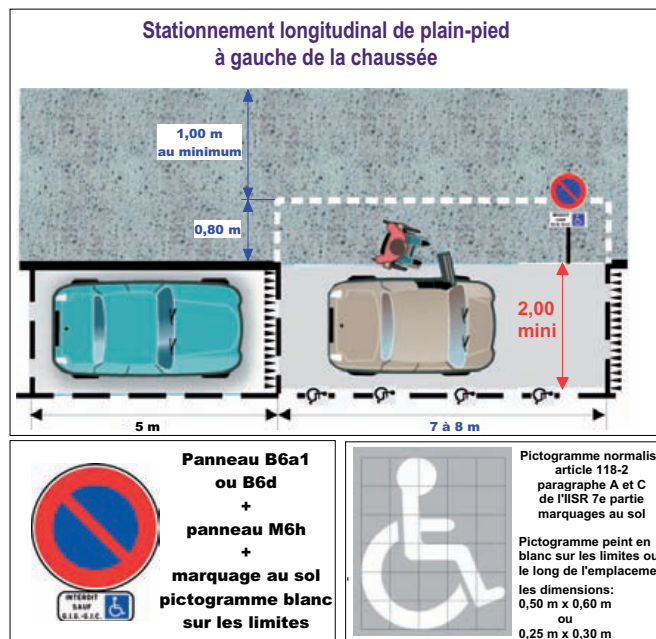 Stationnement longitudinal de plain-pied
à gauche de la chaussée
1,00 m
au minimum
0,80 m
2,00
mini
5 m
7 à 8 m
Panneau B6a1
ou B6d
+
panneau M6h
+
marquage au sol
pictogramme blanc
sur les limites
INTERDIT
SAUF
G.I.G.-G.I.C.
Pictogramme normalis
article 118-2
paragraphe A et C
de l'IISR 7e partie
marquages au sol
Pictogramme peint en
blanc sur les limites ou
le long de l'emplaceme
les dimensions:
0,50 m x 0,60 m
ou
0,25 m x 0,30 m